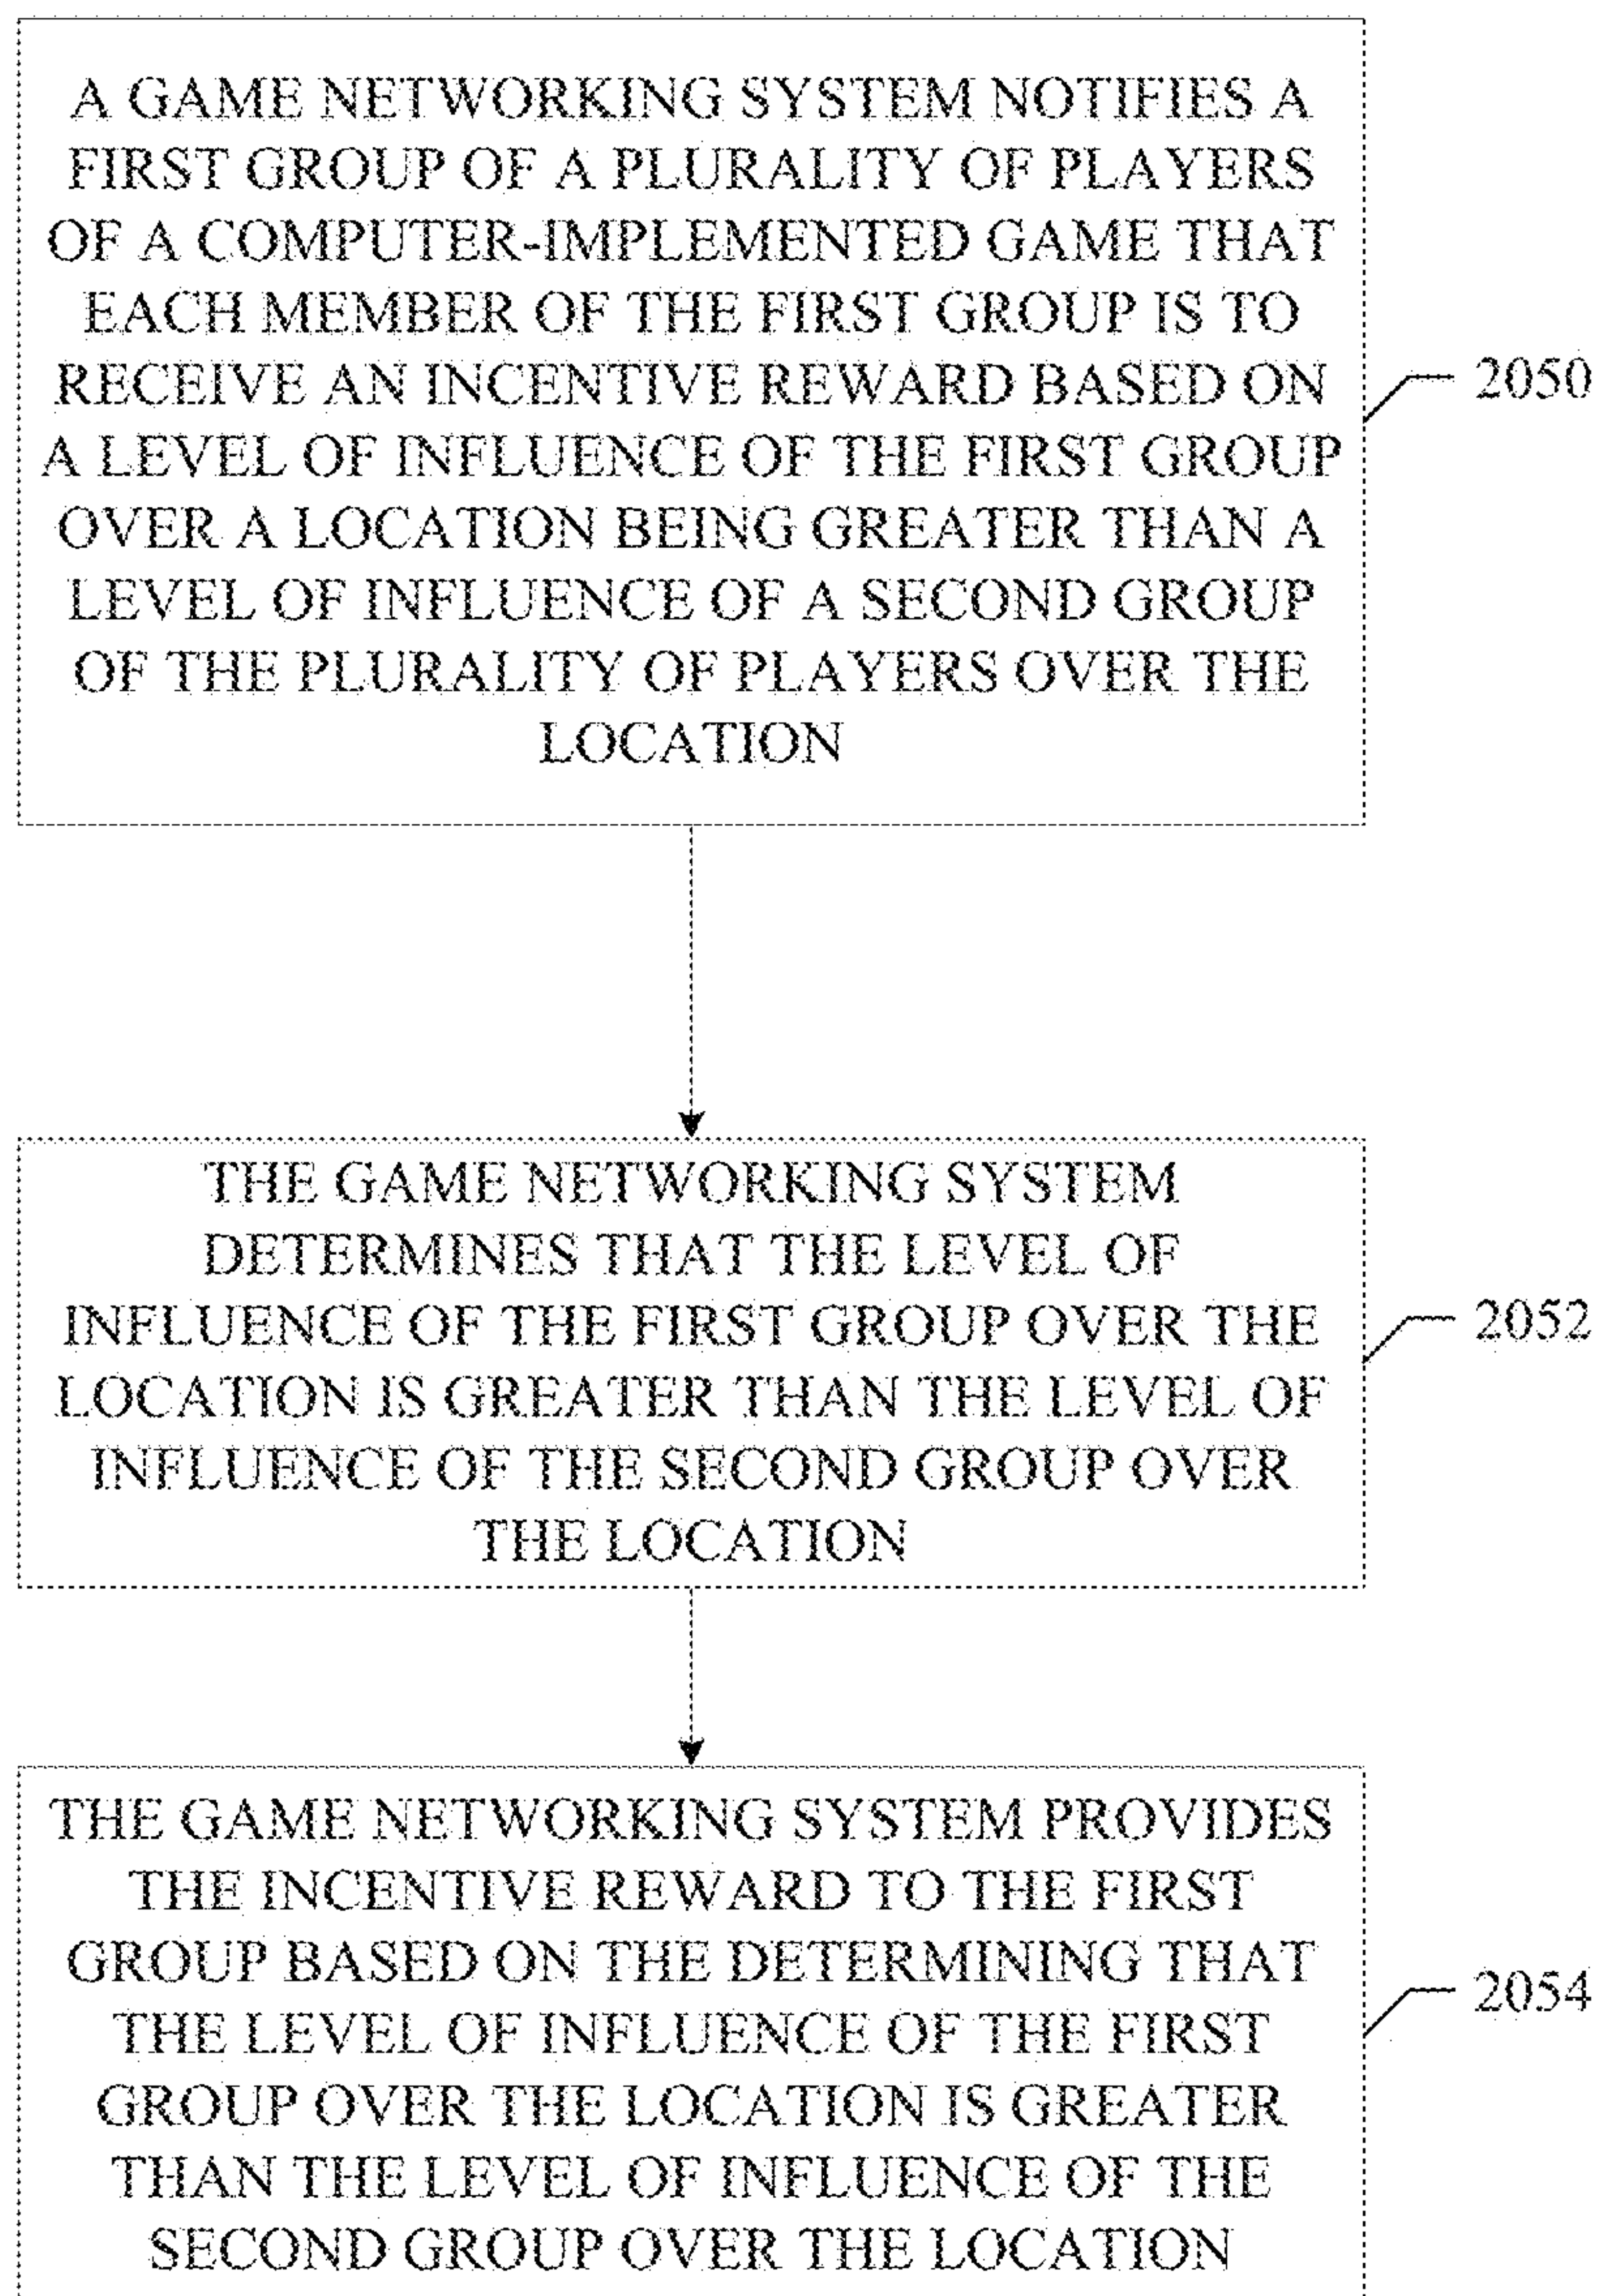 A GAME NETWORKING SYSTEM NOTIFIES A
FIRST GROUP OF A PLURALITY OF PLAYERS
OF A COMPUTER-IMPLEMENTED GAME THAT
EACH MEMBER OF THE FIRST GROUP IS TO
RECEIVE AN INCENTIVE REWARD BASED ON
A LEVEL OF INFLUENCE OF THE FIRST GROUP
OVER A LOCATION BEING GREATER THAN A
LEVEL OF INFLUENCE OF A SECOND GROUP
OF THE PLURALITY OF PLAYERS OVER THE
LOCATION
2050
THE GAME NETWORKING SYSTEM
DETERMINES THAT THE LEVEL OF
INFLUENCE OF THE FIRST GROUP OVER THE
LOCATION IS GREATER THAN THE LEVEL OF
INFLUENCE OF THE SECOND GROUP OVER
THE LOCATION
2052
THE GAME NETWORKING SYSTEM PROVIDES
THE INCENTIVE REWARD TO THE FIRST
GROUP BASED ON THE DETERMINING THAT
THE LEVEL OF INFLUENCE OF THE FIRST
GROUP OVER THE LOCATION IS GREATER
THAN THE LEVEL OF INFLUENCE OF THE
SECOND GROUP OVER THE LOCATION
2054